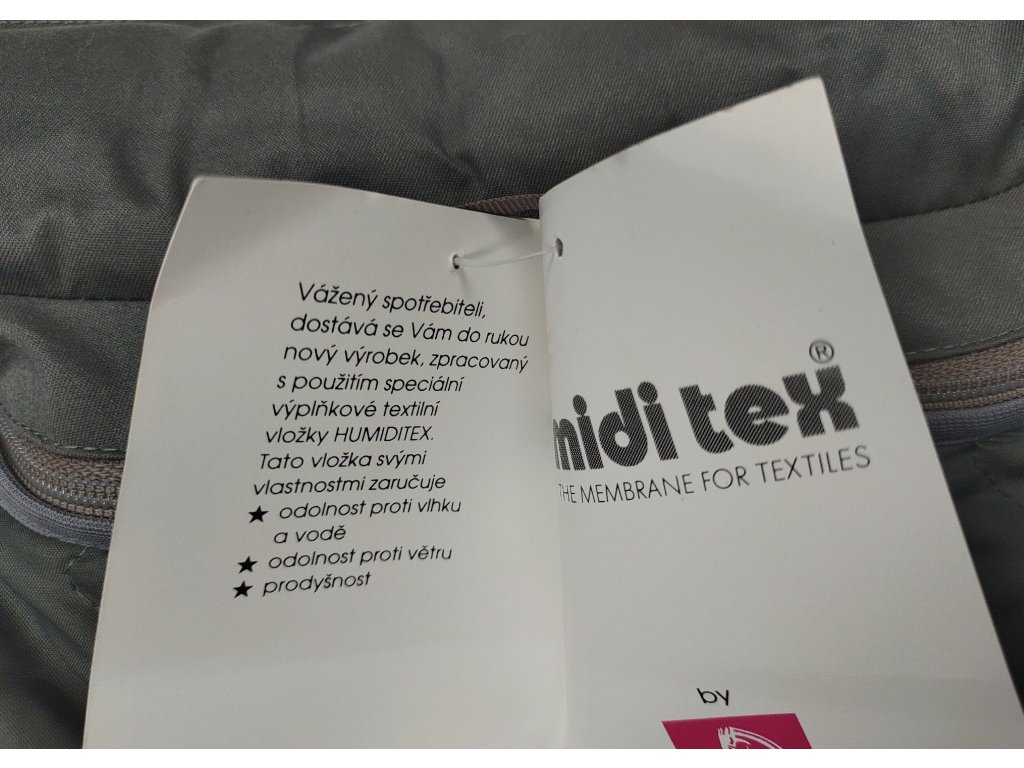 Vážený spotřebiteli,
dostává se Vám do rukou
nový výrobek, zpracovaný
s použitím speciální
výplňkové textilní
vložky HUMIDITEX.
Tato vložka svými
vlastnostmi zaručuje
★ odolnost proti vlhku
a vodě
★ odolnost proti větru
★ prodyšnost
midi tex ®
THE MEMBRANE FOR TEXTILES
by